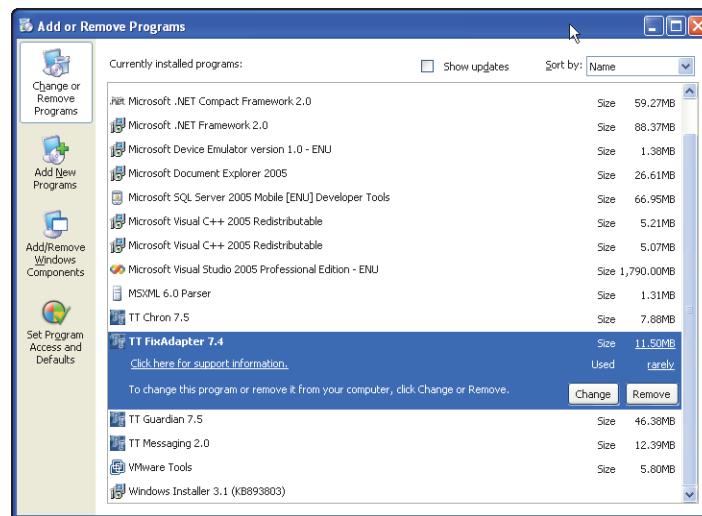 Add or Remove Programs
Change or
Remove
Programs
Add New
Programs
Add/Remove
Windows
Components
Set Program
Access and
Defaults
Currently installed programs:
Show updates
Sort by: Name
Microsoft .NET Compact Framework 2.0 Size 59.27MB
Microsoft .NET Framework 2.0 Size 88.37MB
Microsoft Device Emulator version 1.0 - ENU Size 1.38MB
Microsoft Document Explorer 2005 Size 26.61MB
Microsoft SQL Server 2005 Mobile [ENU] Developer Tools Size 66.95MB
Microsoft Visual C++ 2005 Redistributable Size 5.21MB
Microsoft Visual C++ 2005 Redistributable Size 5.07MB
Microsoft Visual Studio 2005 Professional Edition - ENU Size 1,790.00MB
MSXML 6.0 Parser Size 1.31MB
TT Chron 7.5 Size 7.88MB
TT FixAdapter 7.4 Size 11.50MB
Click here for support information. Used rarely
To change this program or remove it from your computer, click Change or Remove. Change Remove
TT Guardian 7.5 Size 46.38MB
TT Messaging 2.0 Size 12.39MB
VMware Tools Size 5.80MB
Windows Installer 3.1 (KB893803)